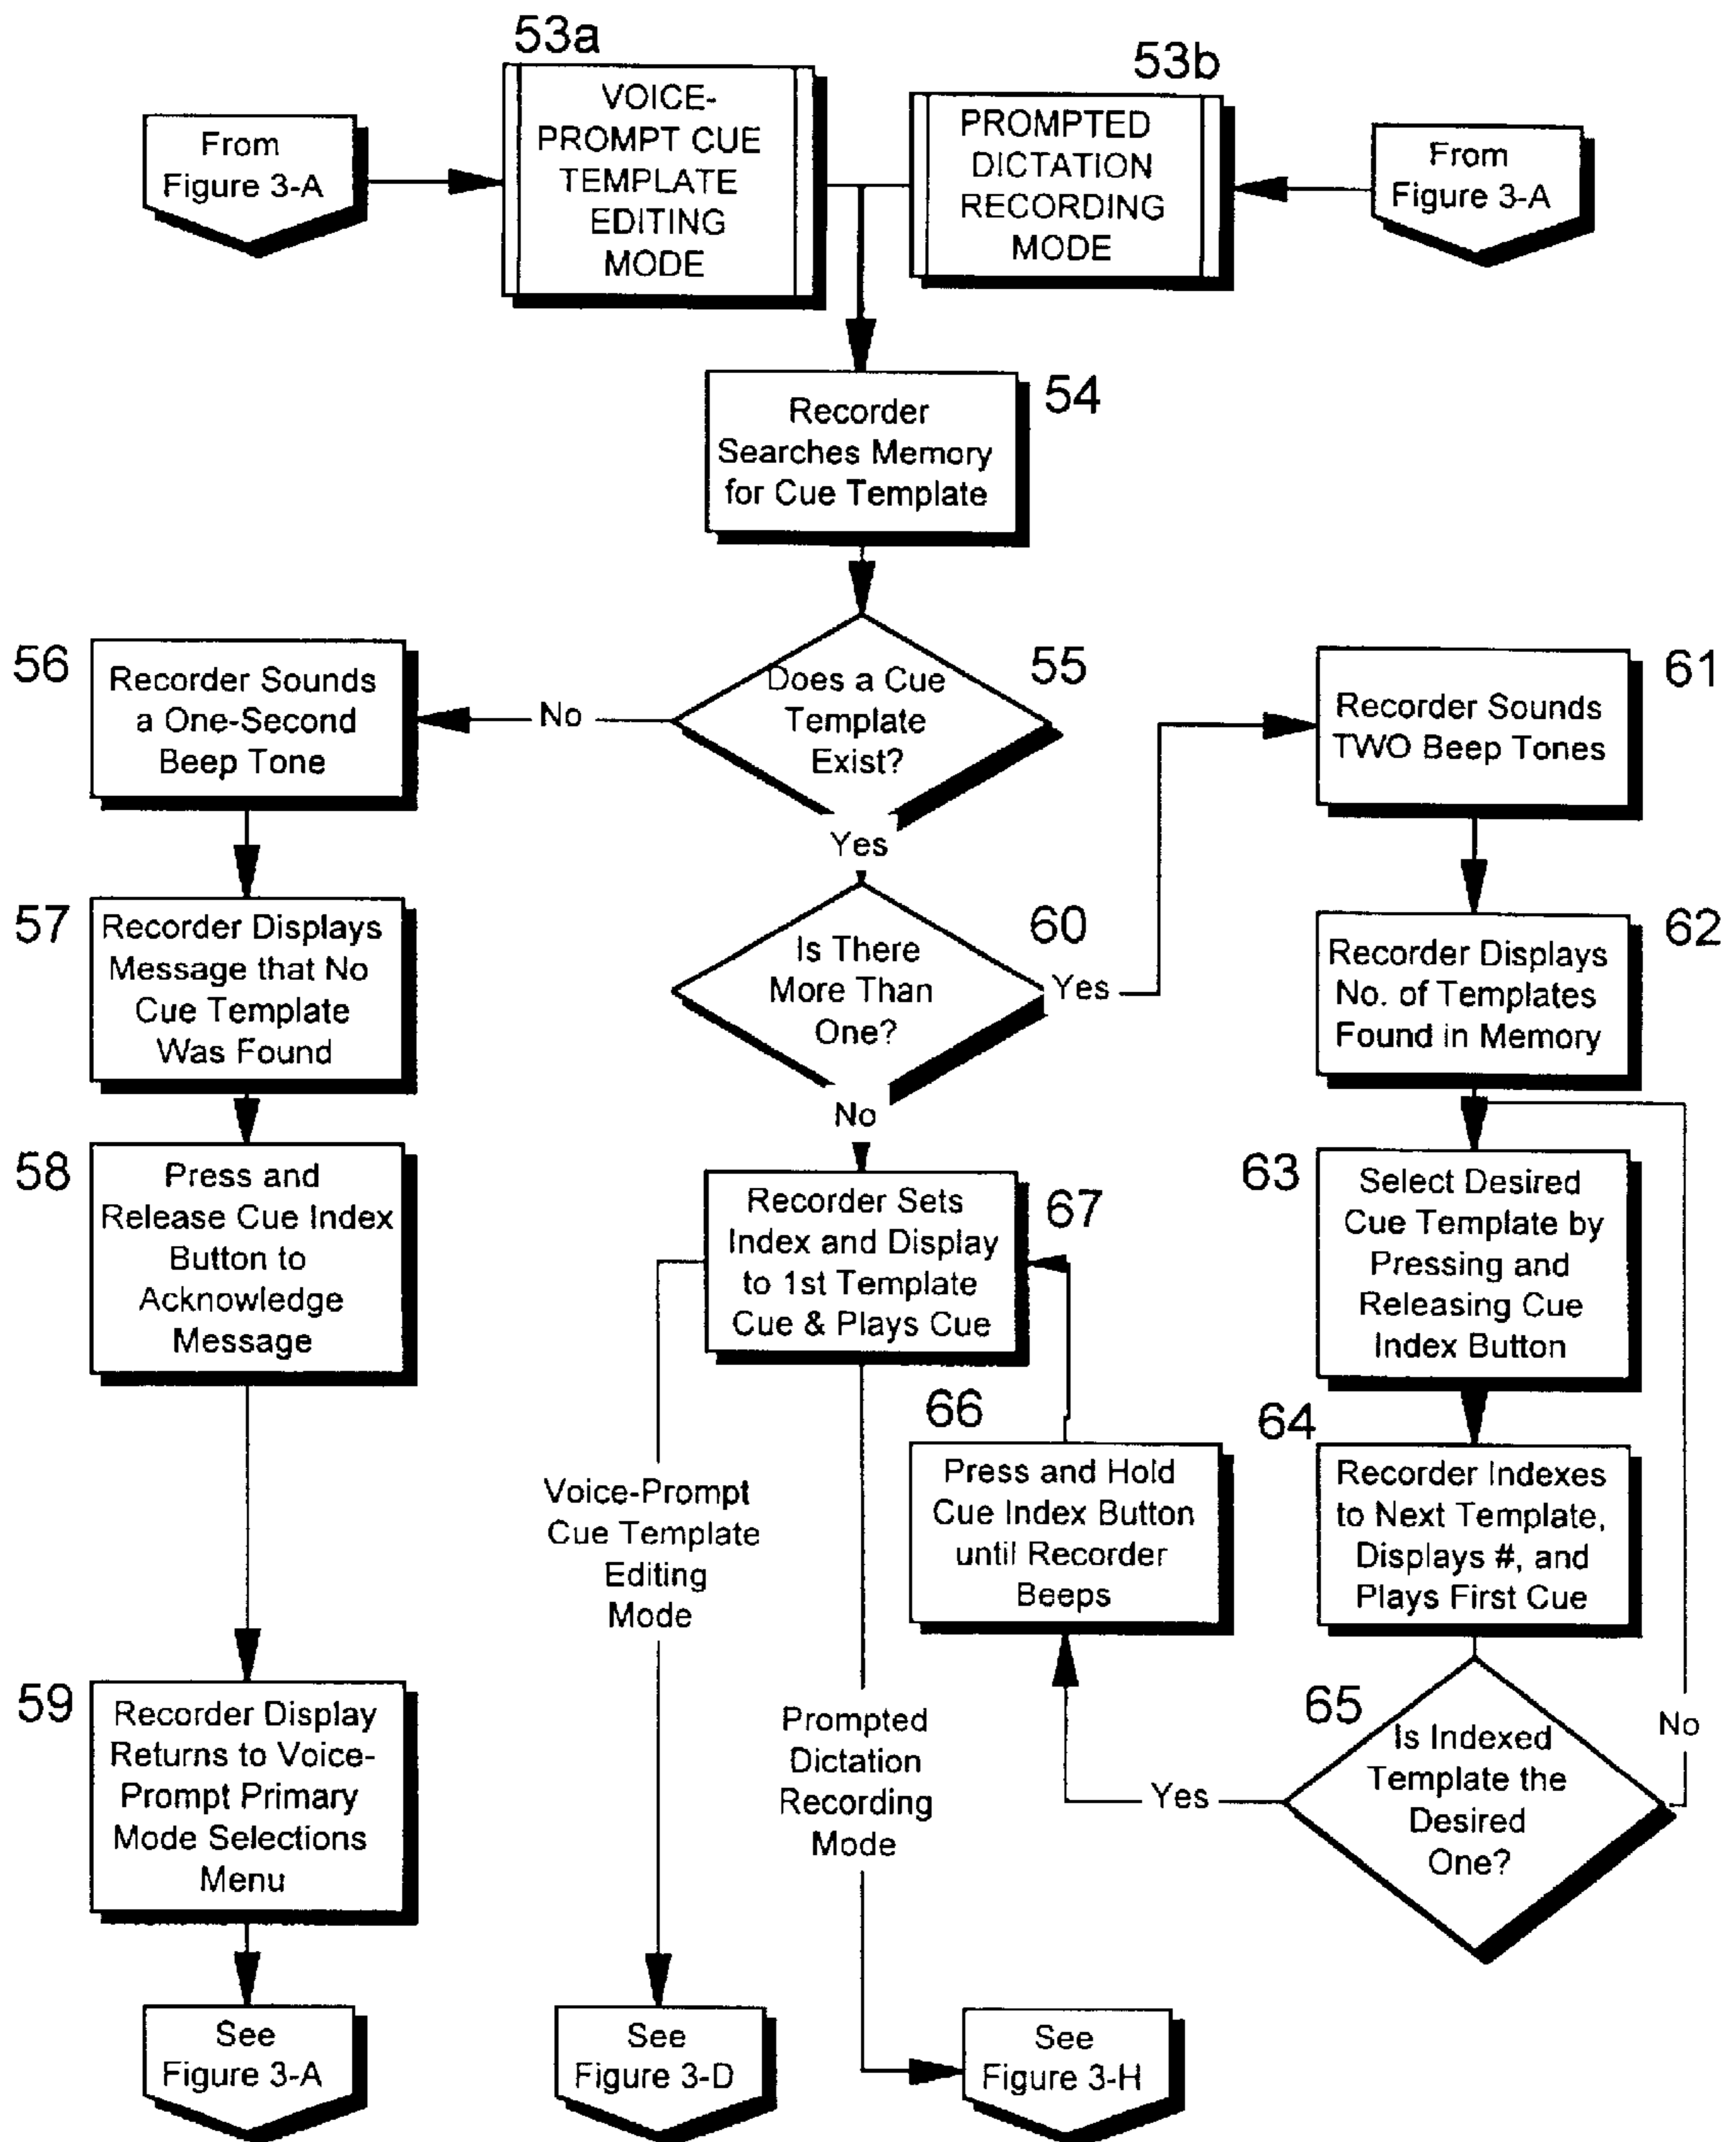 53a
VOICE-
PROMPT CUE
TEMPLATE
EDITING
MODE
53b
PROMPTED
DICTATION
RECORDING
MODE
From
Figure 3-A
From
Figure 3-A
54
Recorder
Searches Memory
for Cue Template
55
Does a Cue
Template
Exist?
No
Yes
56
Recorder Sounds
a One-Second
Beep Tone
57
Recorder Displays
Message that No
Cue Template
Was Found
58
Press and
Release Cue Index
Button to
Acknowledge
Message
59
Recorder Display
Returns to Voice-
Prompt Primary
Mode Selections
Menu
See
Figure 3-A
60
Is There
More Than
One?
Yes
No
61
Recorder Sounds
TWO Beep Tones
62
Recorder Displays
No. of Templates
Found in Memory
63
Select Desired
Cue Template by
Pressing and
Releasing Cue
Index Button
64
Recorder Indexes
to Next Template,
Displays #, and
Plays First Cue
65
Is Indexed
Template the
Desired
One?
No
Yes
66
Press and Hold
Cue Index Button
until Recorder
Beeps
67
Recorder Sets
Index and Display
to 1st Template
Cue & Plays Cue
Voice-Prompt
Cue Template
Editing
Mode
Prompted
Dictation
Recording
Mode
See
Figure 3-D
See
Figure 3-H